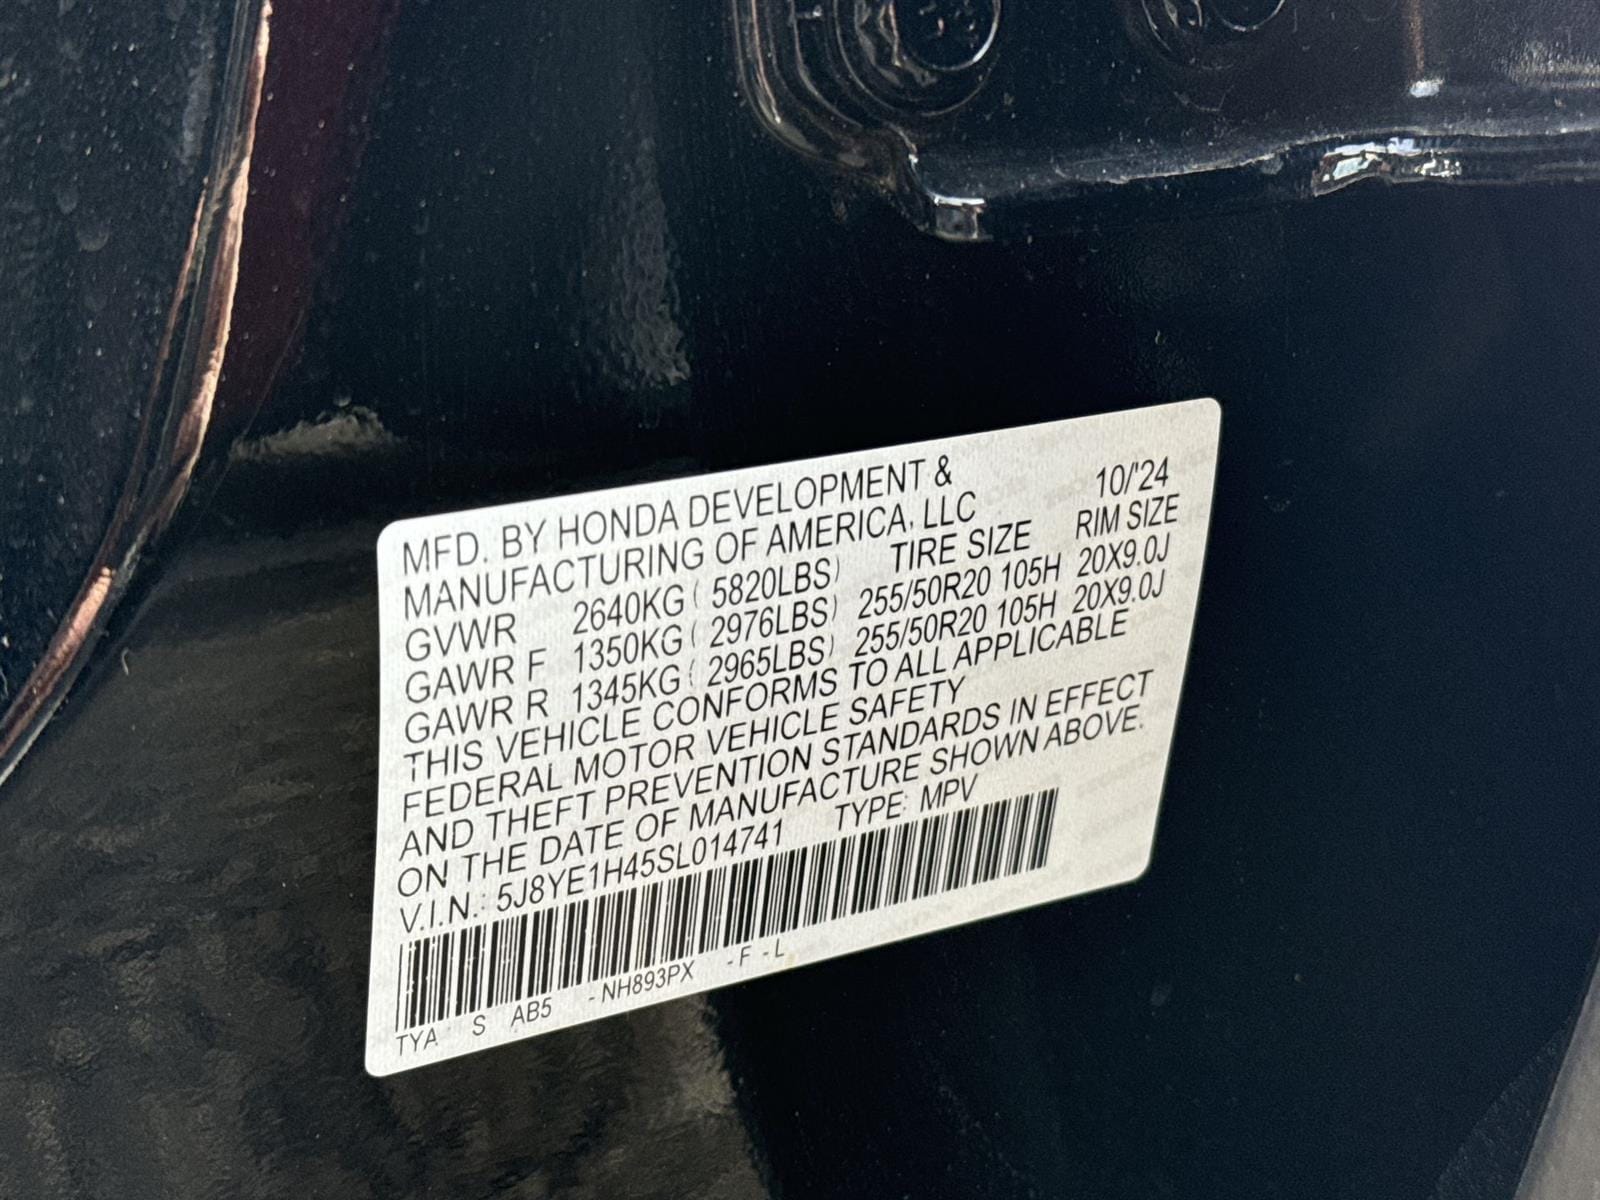 MFD. BY HONDA DEVELOPMENT &
MANUFACTURING OF AMERICA, LLC 10/'24
GVWR 2640KG ( 5820LBS) TIRE SIZE RIM SIZE
GAWR F 1350KG ( 2976LBS) 255/50R20 105H 20X9.0J
GAWR R 1345KG ( 2965LBS) 255/50R20 105H 20X9.0J
THIS VEHICLE CONFORMS TO ALL APPLICABLE
FEDERAL MOTOR VEHICLE SAFETY
AND THEFT PREVENTION STANDARDS IN EFFECT
ON THE DATE OF MANUFACTURE SHOWN ABOVE.
V.I.N.: 5J8YE1H45SL014741 TYPE: MPV
TYA S AB5 -NH893PX -F -L